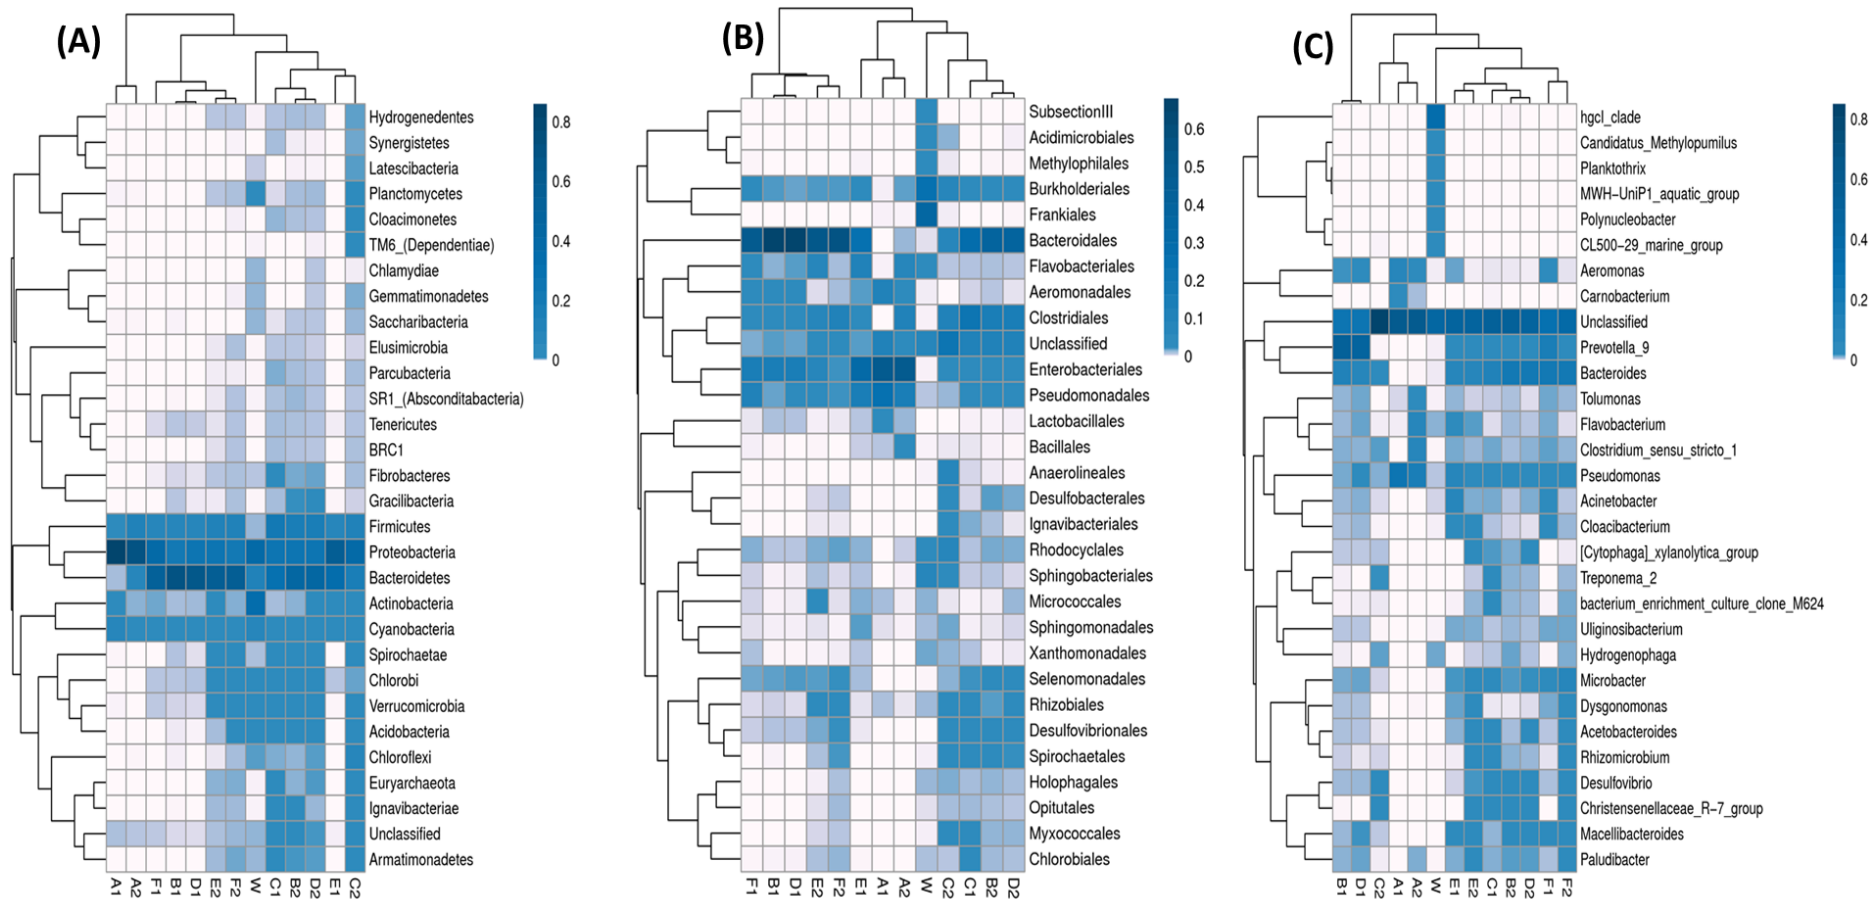 (A)
Hydrogenedentes
Synergistetes
Latescibacteria
Planctomycetes
Cloacimonetes
TM6_(Dependentiae)
Chlamydiae
Gemmatimonadetes
Saccharibacteria
Elusimicrobia
Parcubacteria
SR1_(Absconditabacteria)
Tenericutes
BRC1
Fibrobacteres
Gracilibacteria
Firmicutes
Proteobacteria
Bacteroidetes
Actinobacteria
Cyanobacteria
Spirochaetae
Chlorobi
Verrucomicrobia
Acidobacteria
Chloroflexi
Euryarchaeota
Ignavibacteriae
Unclassified
Armatimonadetes
A1 A2 F1 B1 D1 E2 F2 W C1 B2 D2 E1 C2
0.8
0.6
0.4
0.2
0
(B)
SubsectionIII
Acidimicrobiales
Methylophilales
Burkholderiales
Frankiales
Bacteroidales
Flavobacteriales
Aeromonadales
Clostridiales
Unclassified
Enterobacteriales
Pseudomonadales
Lactobacillales
Bacillales
Anaerolineales
Desulfobacterales
Ignavibacteriales
Rhodocyclales
Sphingobacteriales
Micrococcales
Sphingomonadales
Xanthomonadales
Selenomonadales
Rhizobiales
Desulfovibrionales
Spirochaetales
Holophagales
Opitutales
Myxococcales
Chlorobiales
F1 B1 D1 E2 F2 E1 A1 A2 W C2 C1 B2 D2
0.6
0.5
0.4
0.3
0.2
0.1
0
(C)
hgcI_clade
Candidatus_Methylopumilus
Planktothrix
MWH-UniP1_aquatic_group
Polynucleobacter
CL500-29_marine_group
Aeromonas
Carnobacterium
Unclassified
Prevotella_9
Bacteroides
Tolumonas
Flavobacterium
Clostridium_sensu_stricto_1
Pseudomonas
Acinetobacter
Cloacibacterium
[Cytophaga]_xylanolytica_group
Treponema_2
bacterium_enrichment_culture_clone_M624
Uliginosibacterium
Hydrogenophaga
Microbacter
Dysgonomonas
Acetobacteroides
Rhizomicrobium
Desulfovibrio
Christensenellaceae_R-7_group
Macellibacteroides
Paludibacter
B1 D1 C2 A1 A2 W E1 E2 C1 B2 D2 F1 F2
0.8
0.6
0.4
0.2
0